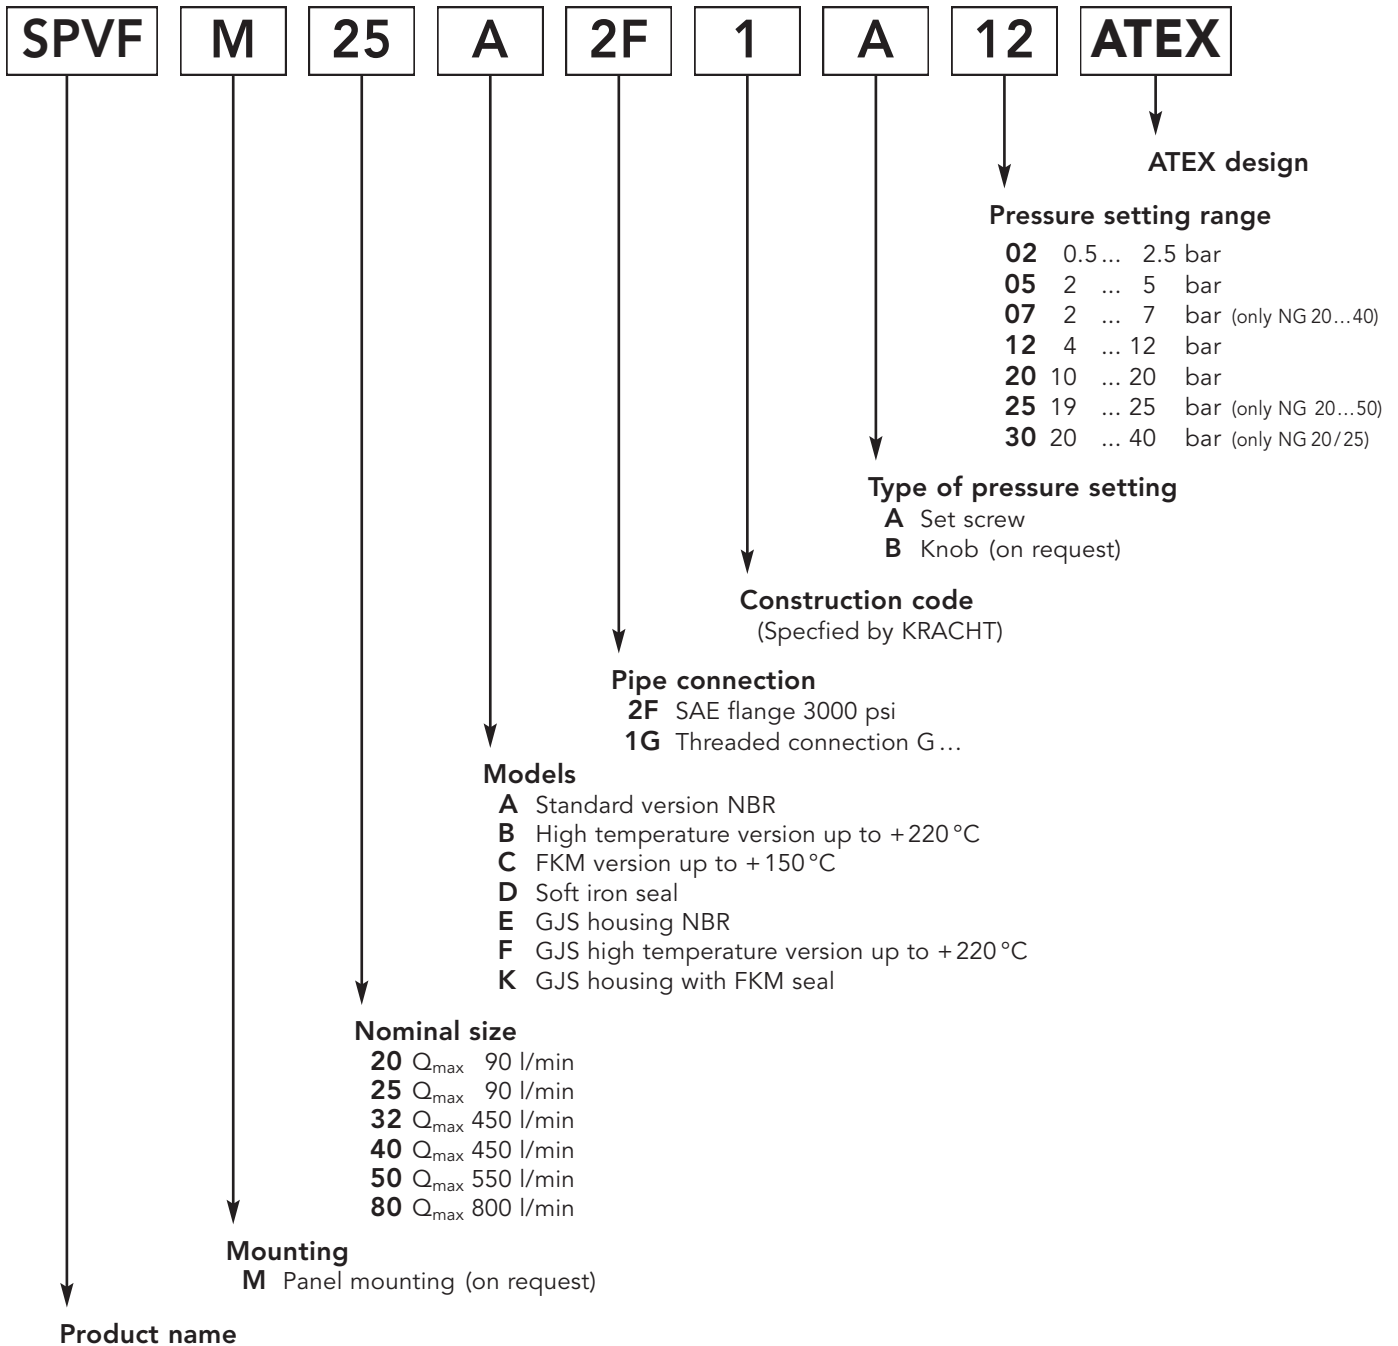 SPVF M 25 A 2F 1 A 12 ATEX
ATEX design
Pressure setting range
02 0.5... 2.5 bar
05 2 ... 5 bar
07 2 ... 7 bar (only NG 20...40)
12 4 ... 12 bar
20 10 ... 20 bar
25 19 ... 25 bar (only NG 20...50)
30 20 ... 40 bar (only NG 20/25)
Type of pressure setting
A Set screw
B Knob (on request)
Construction code
(Specfied by KRACHT)
Pipe connection
2F SAE flange 3000 psi
1G Threaded connection G...
Models
A Standard version NBR
B High temperature version up to +220 °C
C FKM version up to +150 °C
D Soft iron seal
E GJS housing NBR
F GJS high temperature version up to +220 °C
K GJS housing with FKM seal
Nominal size
20 Qmax 90 l/min
25 Qmax 90 l/min
32 Qmax 450 l/min
40 Qmax 450 l/min
50 Qmax 550 l/min
80 Qmax 800 l/min
Mounting
M Panel mounting (on request)
Product name